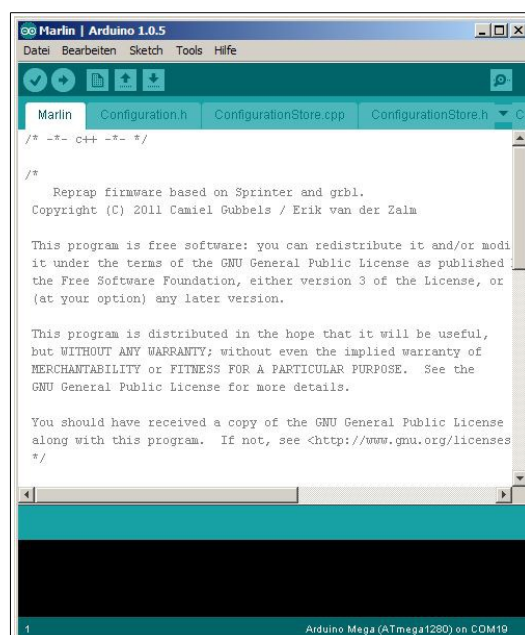 Marlin | Arduino 1.0.5
Datei Bearbeiten Sketch Tools Hilfe
Marlin Configuration.h ConfigurationStore.cpp ConfigurationStore.h C
/* -*- c++ -*- */
/*
Reprap firmware based on Sprinter and grbl.
Copyright (C) 2011 Camiel Gubbels / Erik van der Zalm
This program is free software: you can redistribute it and/or modi
it under the terms of the GNU General Public License as published
the Free Software Foundation, either version 3 of the License, or
(at your option) any later version.
This program is distributed in the hope that it will be useful,
but WITHOUT ANY WARRANTY; without even the implied warranty of
MERCHANTABILITY or FITNESS FOR A PARTICULAR PURPOSE.  See the
GNU General Public License for more details.
You should have received a copy of the GNU General Public License
along with this program.  If not, see <http://www.gnu.org/licenses
*/
1 Arduino Mega (ATmega1280) on COM19